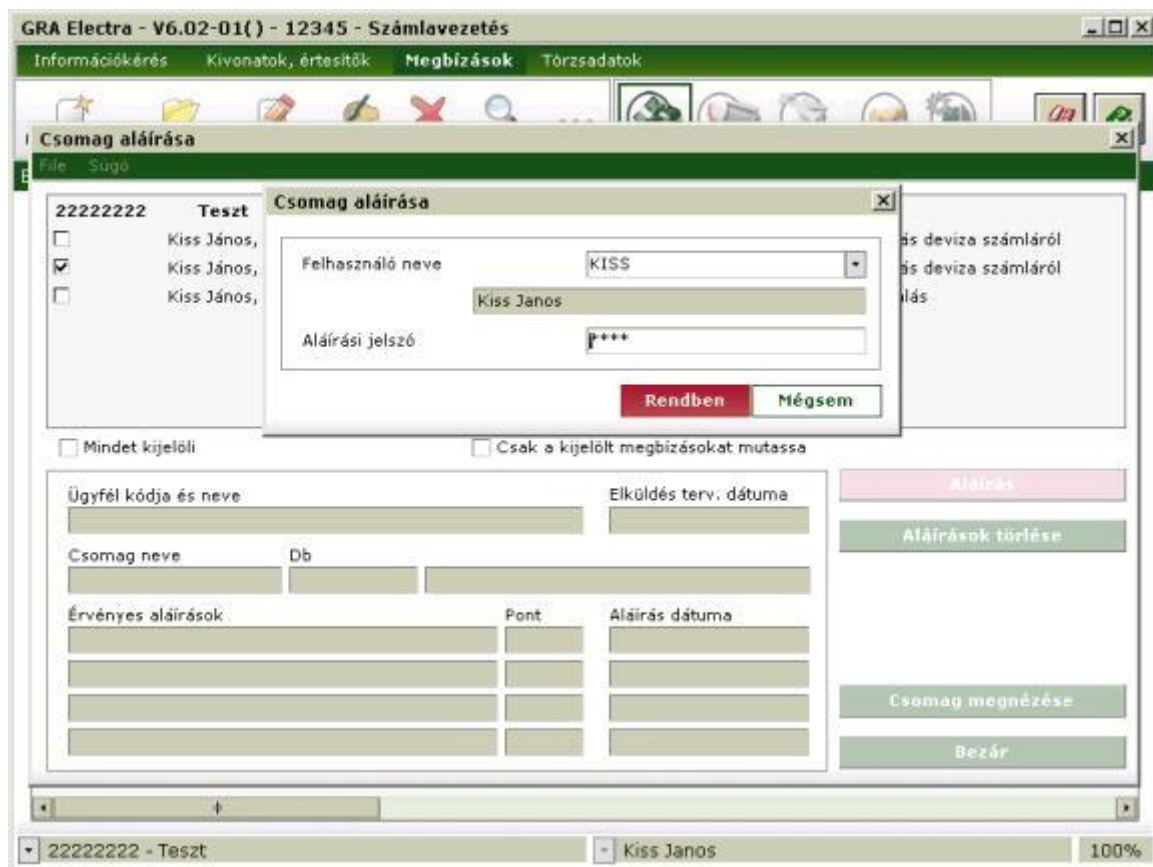 GRA Electra - V6.02-01( ) - 12345 - Számlavezetés
Információkérés Kivonatok, értesítők Megbízások Törzsadatok
Csomag aláírása
File Súgó
22222222 Teszt
Csomag aláírása
Kiss János, ás deviza számláról
Kiss János, ás deviza számláról
Kiss János, lás
Felhasználó neve KISS
Kiss Janos
Aláírási jelszó ****
Rendben Mégsem
Mindet kijelöli Csak a kijelölt megbízásokat mutassa
Ügyfél kódja és neve Elküldés terv. dátuma
Aláírás
Aláírások törlése
Csomag neve Db
Érvényes aláírások Pont Aláirás dátuma
Csomag megnézése
Bezár
22222222 - Teszt Kiss Janos 100%